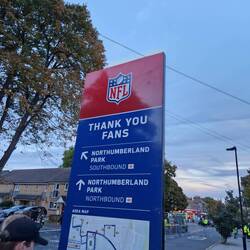 NFL
THANK YOU
FANS
NORTHUMBERLAND
PARK
SOUTHBOUND
NORTHUMBERLAND
PARK
NORTHBOUND
AREA MAP